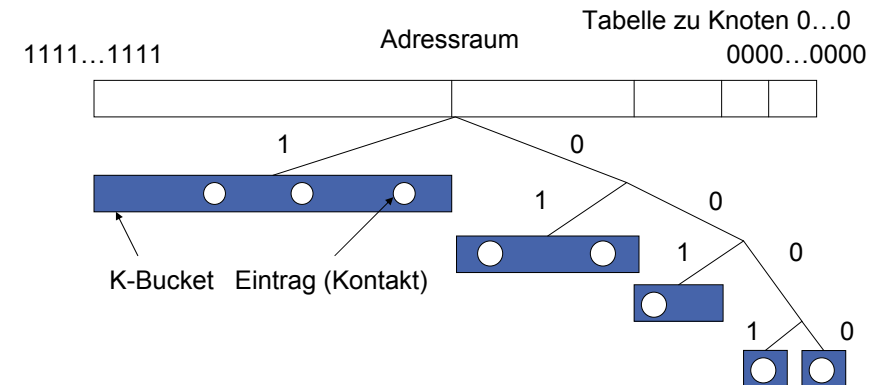 Tabelle zu Knoten 0…0
Adressraum
1111…1111
0000…0000
1
0
1
0
1
0
K-Bucket
Eintrag (Kontakt)
1
0